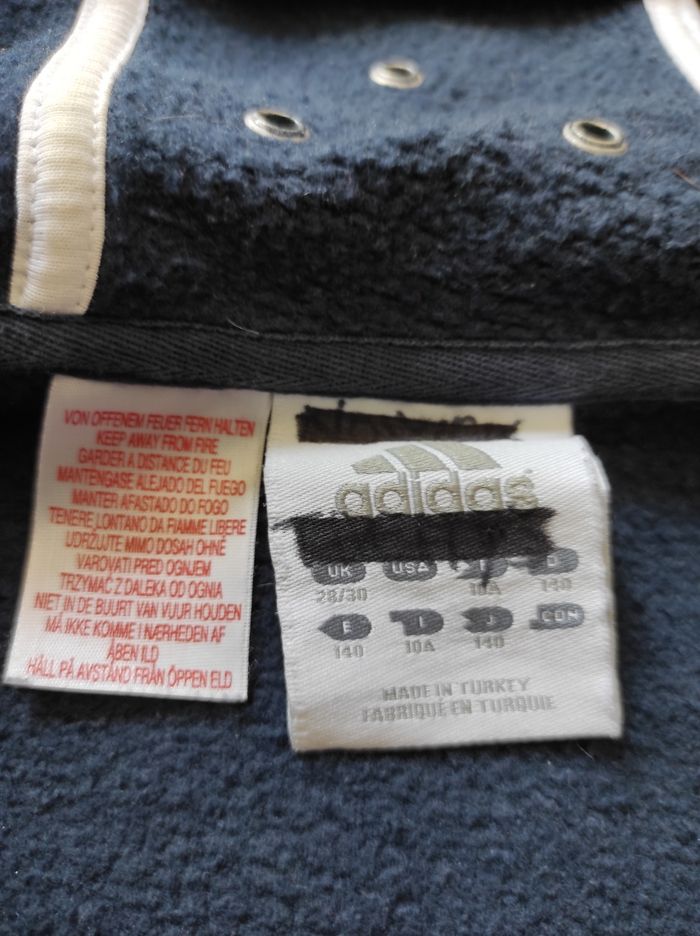 VON OFFENEM FEUER FERN HALTEN
KEEP AWAY FROM FIRE
GARDER A DISTANCE DU FEU
MANTENGASE ALEJADO DEL FUEGO
MANTER AFASTADO DO FOGO
TENERE LONTANO DA FIAMME LIBERE
UDRŽUJTE MIMO DOSAH OHNĚ
VAROVATI PRED OGNJEM
TRZYMAĆ Z DALEKA OD OGNIA
NIET IN DE BUURT VAN VUUR HOUDEN
MÅ IKKE KOMME I NÆRHEDEN AF
ÅBEN ILD
HÅLL PÅ AVSTÅND FRÅN ÖPPEN ELD
adidas
UK USA F D
28/30 10A 140
E I J CDN
140 10A 140
MADE IN TURKEY
FABRIQUÉ EN TURQUIE